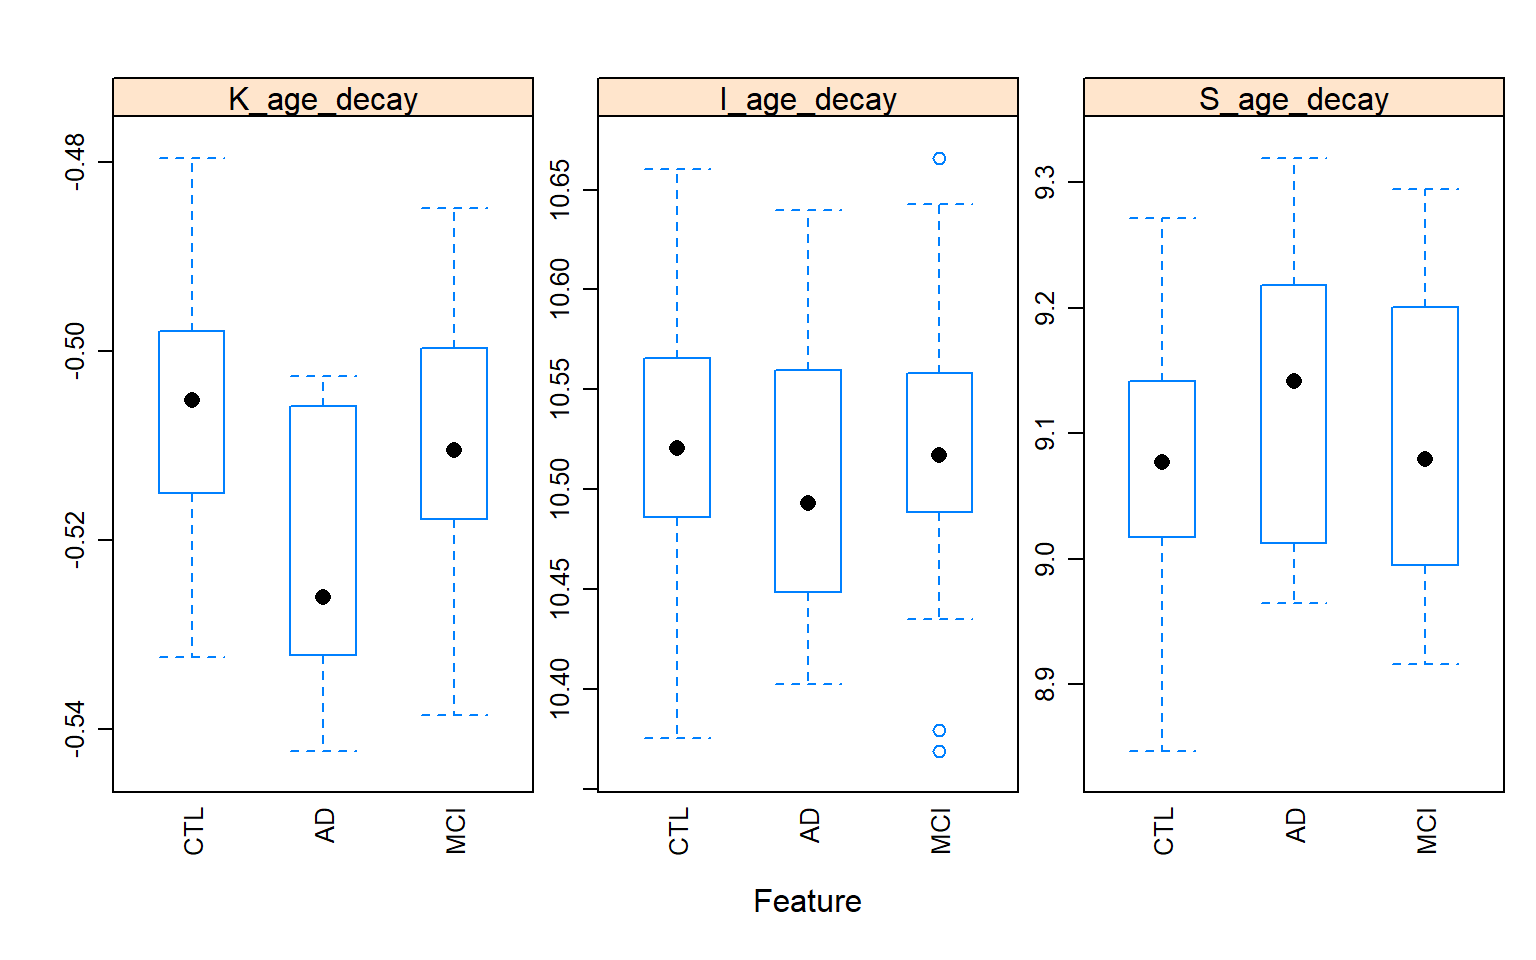 K_age_decay
-0.48
-0.50
-0.52
-0.54
CTL
AD
MCI
I_age_decay
10.65
10.60
10.55
10.50
10.45
10.40
CTL
AD
MCI
S_age_decay
9.3
9.2
9.1
9.0
8.9
CTL
AD
MCI
Feature